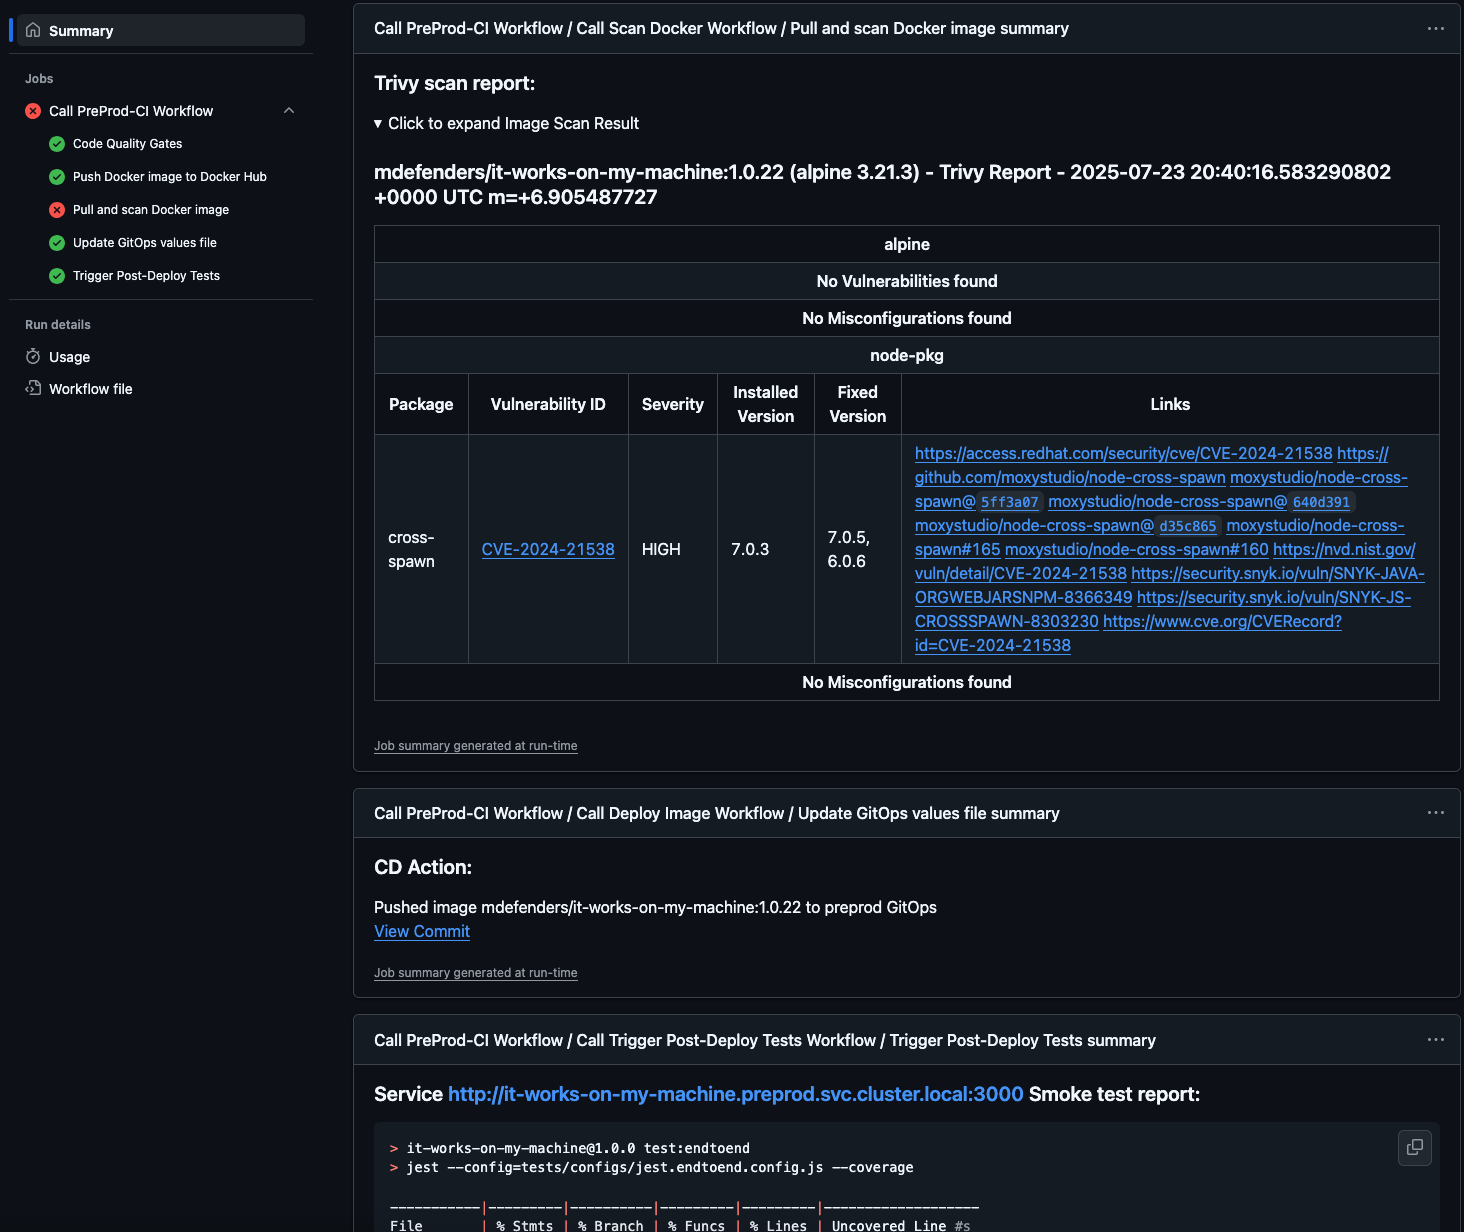 Summary
Jobs
Call PreProd-CI Workflow
Code Quality Gates
Push Docker image to Docker Hub
Pull and scan Docker image
Update GitOps values file
Trigger Post-Deploy Tests
Run details
Usage
Workflow file
Call PreProd-CI Workflow / Call Scan Docker Workflow / Pull and scan Docker image summary
Trivy scan report:
▼ Click to expand Image Scan Result
mdefenders/it-works-on-my-machine:1.0.22 (alpine 3.21.3) - Trivy Report - 2025-07-23 20:40:16.583290802
+0000 UTC m=+6.905487727
alpine
No Vulnerabilities found
No Misconfigurations found
node-pkg
Package Vulnerability ID Severity Installed Version Fixed Version Links
cross-spawn CVE-2024-21538 HIGH 7.0.3 7.0.5, 6.0.6
https://access.redhat.com/security/cve/CVE-2024-21538 https://
github.com/moxystudio/node-cross-spawn moxystudio/node-cross-
spawn@5ff3a07 moxystudio/node-cross-spawn@640d391
moxystudio/node-cross-spawn@d35c865 moxystudio/node-cross-
spawn#165 moxystudio/node-cross-spawn#160 https://nvd.nist.gov/
vuln/detail/CVE-2024-21538 https://security.snyk.io/vuln/SNYK-JAVA-
ORGWEBJARSNPM-8366349 https://security.snyk.io/vuln/SNYK-JS-
CROSSSPAWN-8303230 https://www.cve.org/CVERecord?
id=CVE-2024-21538
No Misconfigurations found
Job summary generated at run-time
Call PreProd-CI Workflow / Call Deploy Image Workflow / Update GitOps values file summary
CD Action:
Pushed image mdefenders/it-works-on-my-machine:1.0.22 to preprod GitOps
View Commit
Job summary generated at run-time
Call PreProd-CI Workflow / Call Trigger Post-Deploy Tests Workflow / Trigger Post-Deploy Tests summary
Service http://it-works-on-my-machine.preprod.svc.cluster.local:3000 Smoke test report:
> it-works-on-my-machine@1.0.0 test:endtoend
> jest --config=tests/configs/jest.endtoend.config.js --coverage
-----------|---------|----------|---------|---------|-------------------
File | % Stmts | % Branch | % Funcs | % Lines | Uncovered Line #s